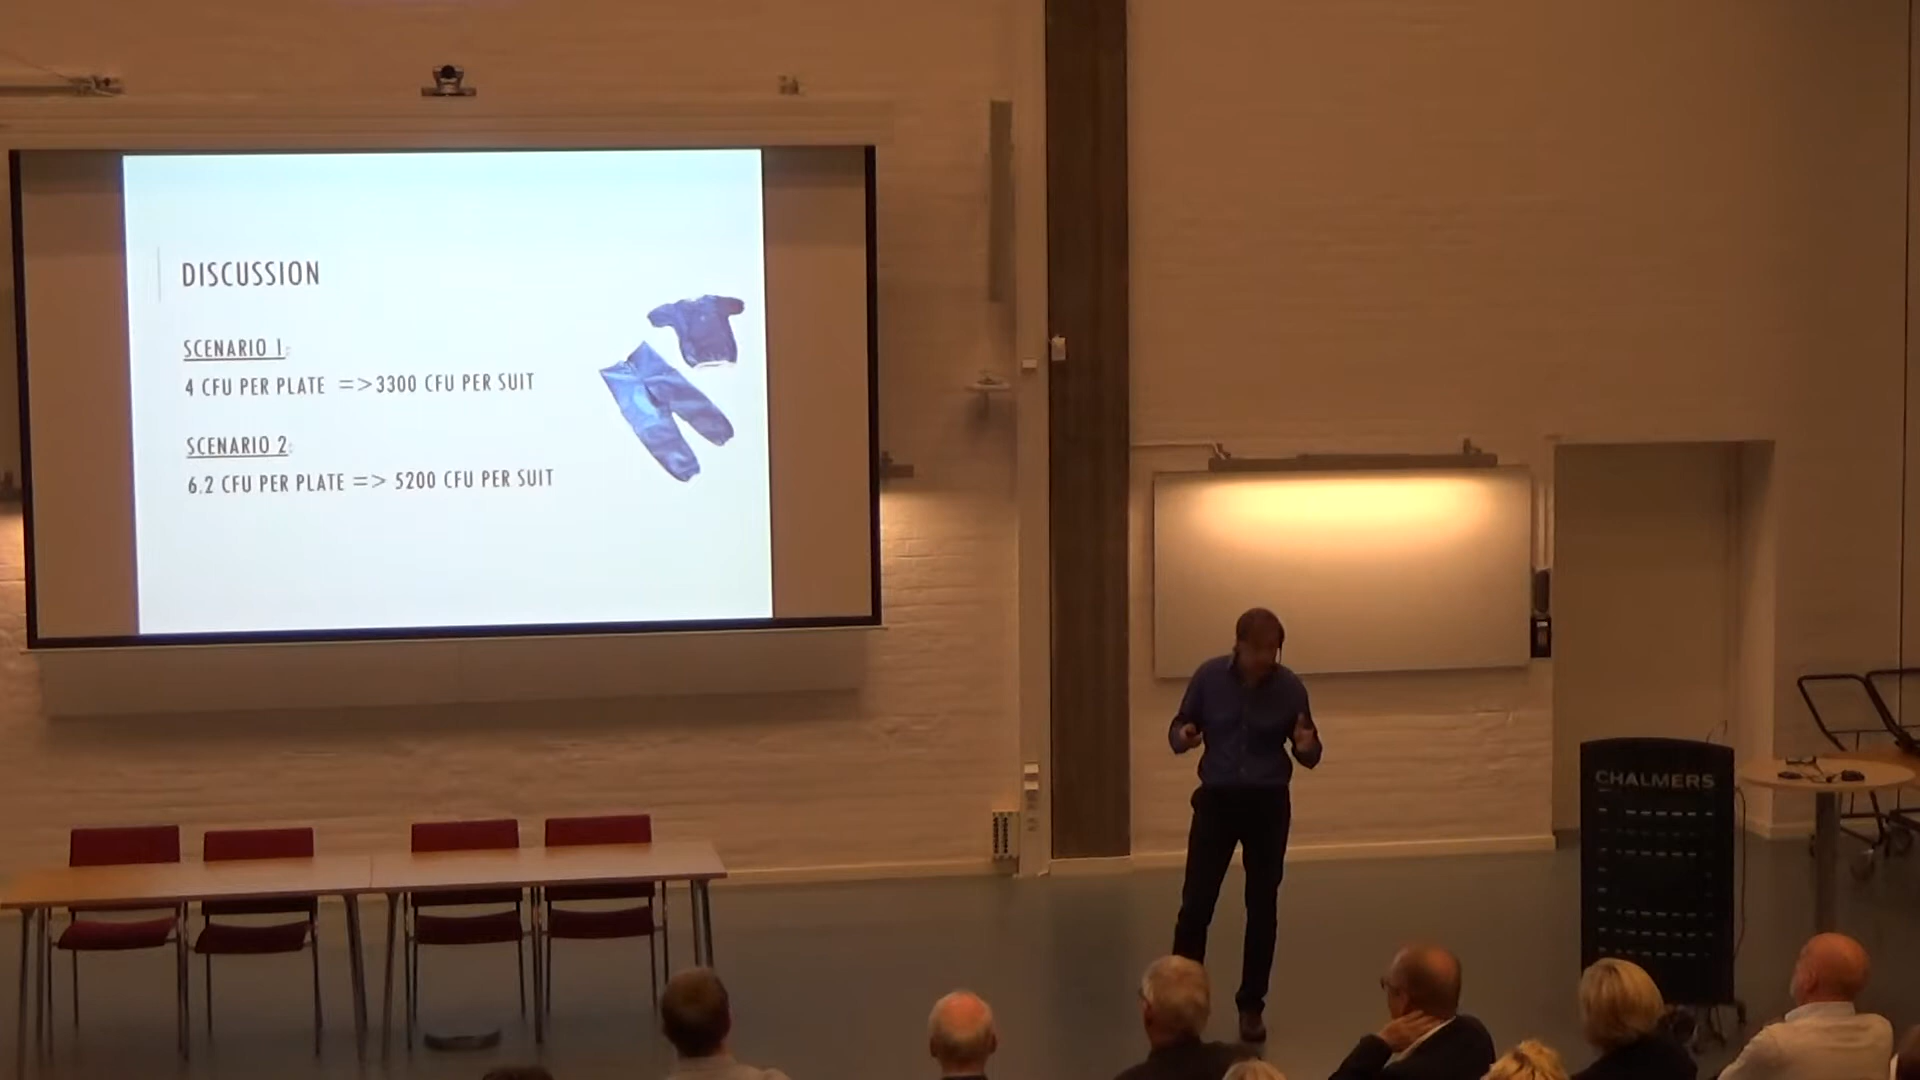 DISCUSSION
SCENARIO 1:
4 CFU PER PLATE =>3300 CFU PER SUIT
SCENARIO 2:
6.2 CFU PER PLATE => 5200 CFU PER SUIT
CHALMERS